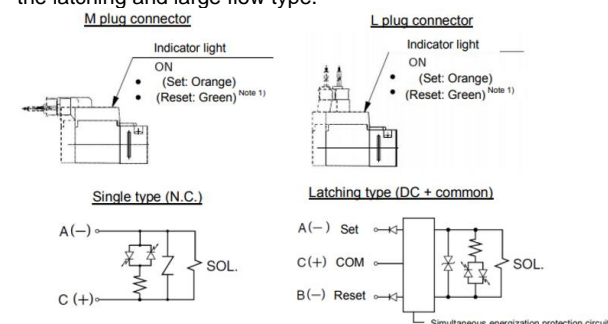 the latching and large flow type.
M plug connector
L plug connector
Indicator light
ON
• (Set: Orange)
• (Reset: Green) Note 1)
Indicator light
ON
• (Set: Orange)
• (Reset: Green) Note 1)
Single type (N.C.)
Latching type (DC + common)
A(−)
SOL.
C (+)
A(−) Set
C(+) COM
SOL.
B(−) Reset
Simultaneous energization protection circuit